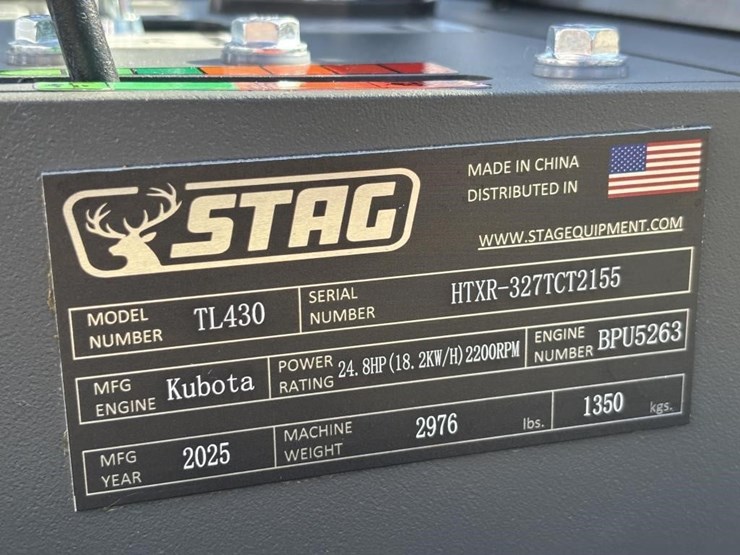 STAG
MADE IN CHINA
DISTRIBUTED IN
WWW.STAGEQUIPMENT.COM
MODEL NUMBER TL430
SERIAL NUMBER HTXR-327TCT2155
MFG ENGINE Kubota
POWER RATING 24.8HP(18.2KW/H)2200RPM
ENGINE NUMBER BPU5263
MFG YEAR 2025
MACHINE WEIGHT 2976 lbs. 1350 kgs.